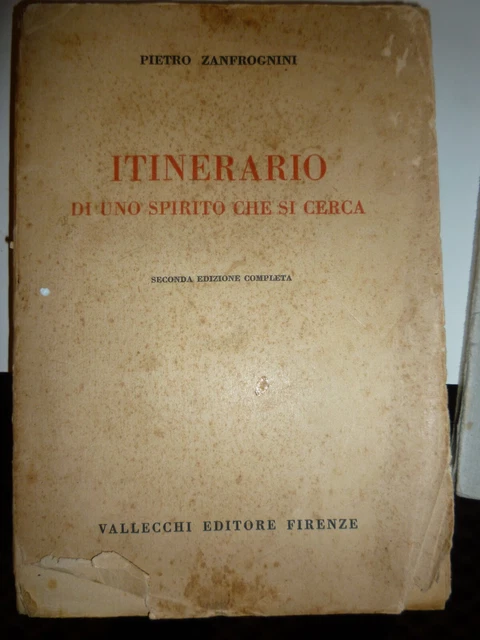 PIETRO ZANFROGNINI
ITINERARIO
DI UNO SPIRITO CHE SI CERCA
SECONDA EDIZIONE COMPLETA
VALLECCHI EDITORE FIRENZE